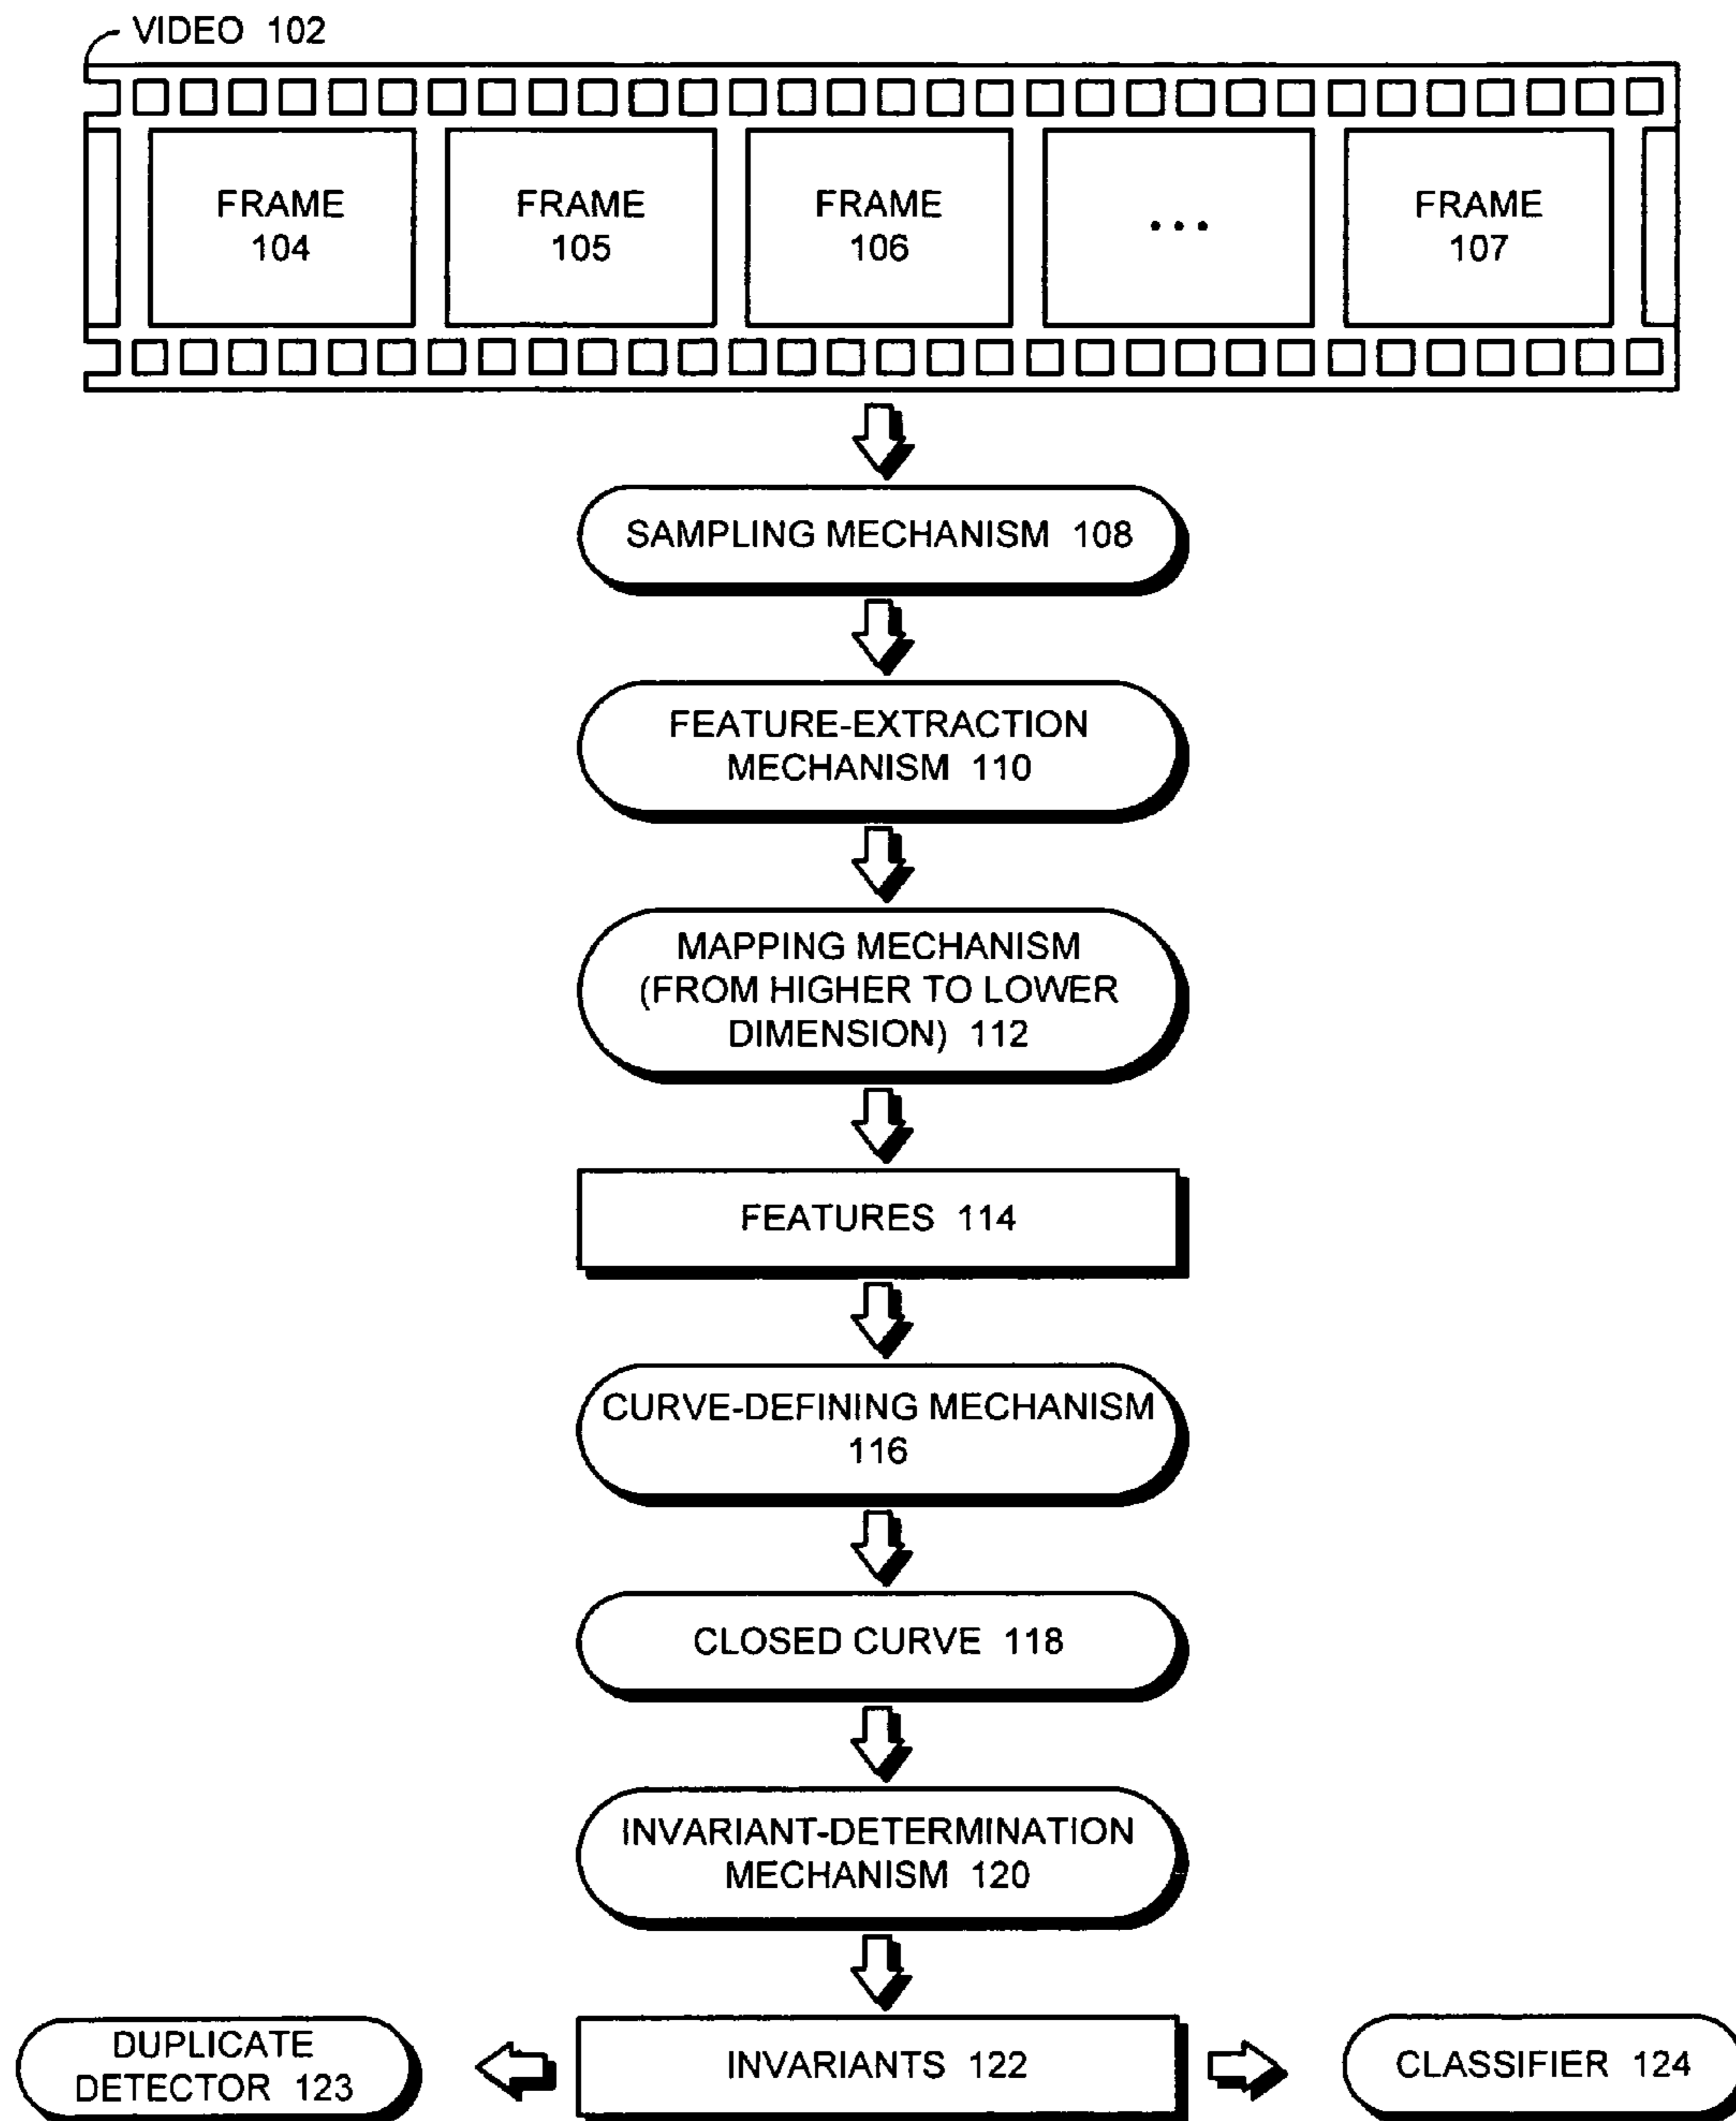 VIDEO 102
FRAME
104
FRAME
105
FRAME
106
...
FRAME
107
SAMPLING MECHANISM 108
FEATURE-EXTRACTION
MECHANISM 110
MAPPING MECHANISM
(FROM HIGHER TO LOWER
DIMENSION) 112
FEATURES 114
CURVE-DEFINING MECHANISM
116
CLOSED CURVE 118
INVARIANT-DETERMINATION
MECHANISM 120
DUPLICATE
DETECTOR 123
INVARIANTS 122
CLASSIFIER 124